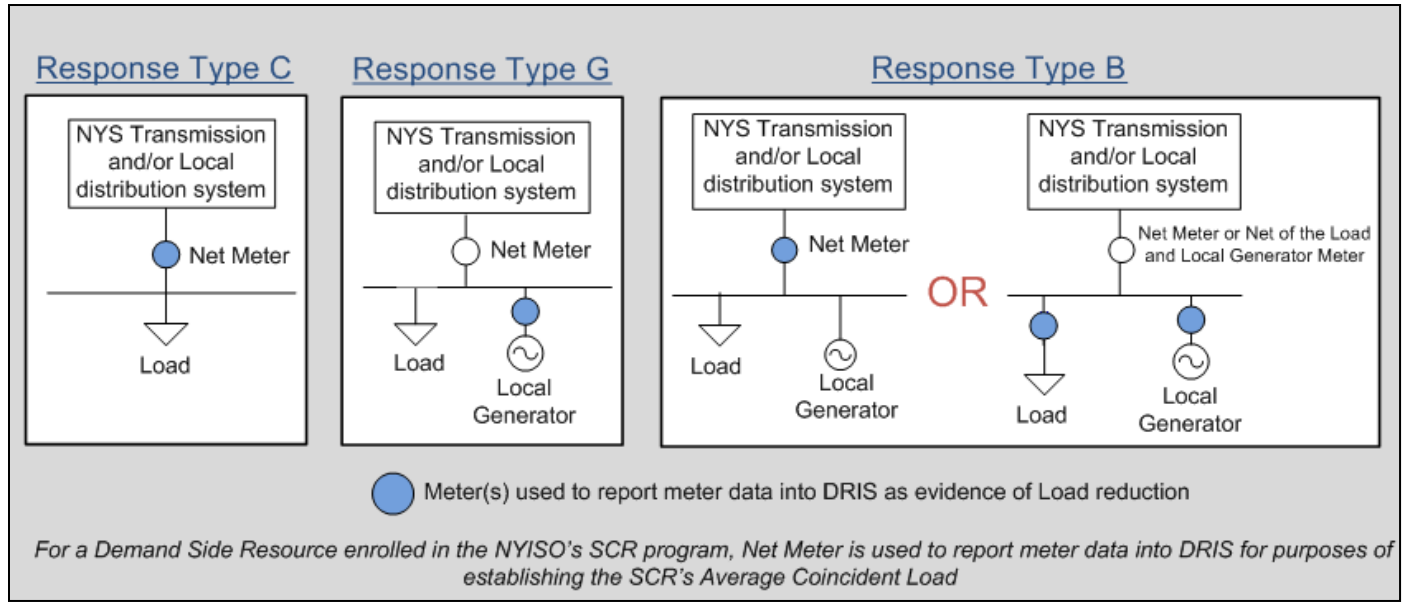 Response Type C
NYS Transmission
and/or Local
distribution system
Net Meter
Load
Response Type G
NYS Transmission
and/or Local
distribution system
Net Meter
Load
Local
Generator
Response Type B
NYS Transmission
and/or Local
distribution system
Net Meter
Load
Local
Generator
OR
NYS Transmission
and/or Local
distribution system
Net Meter or Net of the Load
and Local Generator Meter
Load
Local
Generator
Meter(s) used to report meter data into DRIS as evidence of Load reduction
For a Demand Side Resource enrolled in the NYISO's SCR program, Net Meter is used to report meter data into DRIS for purposes of
establishing the SCR's Average Coincident Load